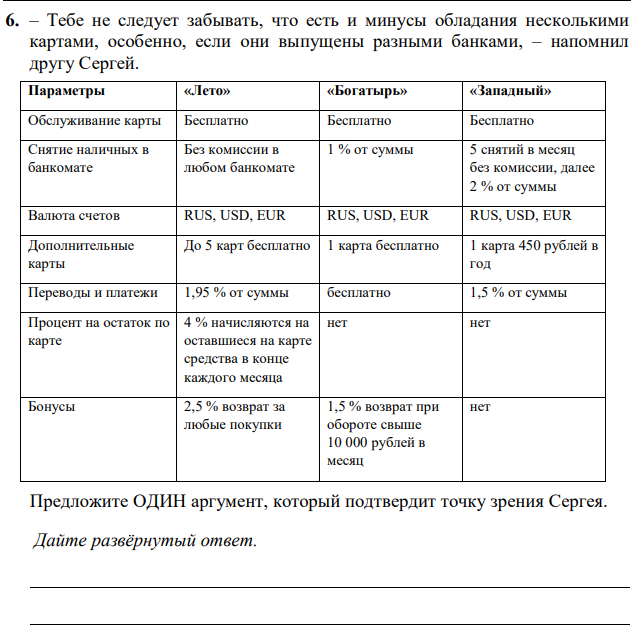 6. – Тебе не следует забывать, что есть и минусы обладания несколькими
картами, особенно, если они выпущены разными банками, – напомнил
другу Сергей.
Параметры «Лето» «Богатырь» «Западный»
Обслуживание карты Бесплатно Бесплатно Бесплатно
Снятие наличных в Без комиссии в 1 % от суммы 5 снятий в месяц
банкомате любом банкомате без комиссии, далее
2 % от суммы
Валюта счетов RUS, USD, EUR RUS, USD, EUR RUS, USD, EUR
Дополнительные До 5 карт бесплатно 1 карта бесплатно 1 карта 450 рублей в
карты год
Переводы и платежи 1,95 % от суммы бесплатно 1,5 % от суммы
Процент на остаток по 4 % начисляются на нет нет
карте оставшиеся на карте
средства в конце
каждого месяца
Бонусы 2,5 % возврат за 1,5 % возврат при нет
любые покупки обороте свыше
10 000 рублей в
месяц
Предложите ОДИН аргумент, который подтвердит точку зрения Сергея.
Дайте развёрнутый ответ.